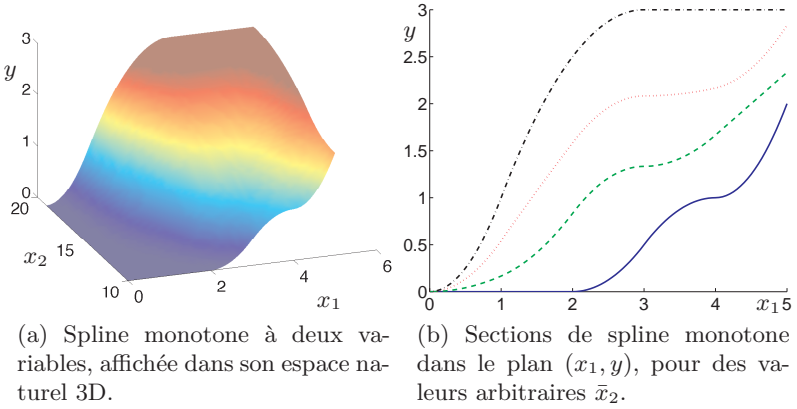 3
y
2
1
0
20
x₂
15
10
0
2
4
6
x₁
(a) Spline monotone à deux va-
riables, affichée dans son espace na-
turel 3D.
3
y
2.5
2
1.5
1
0.5
0
0 1 2 3 4 x₁ 5
(b) Sections de spline monotone
dans le plan (x₁, y), pour des va-
leurs arbitraires x̄₂.